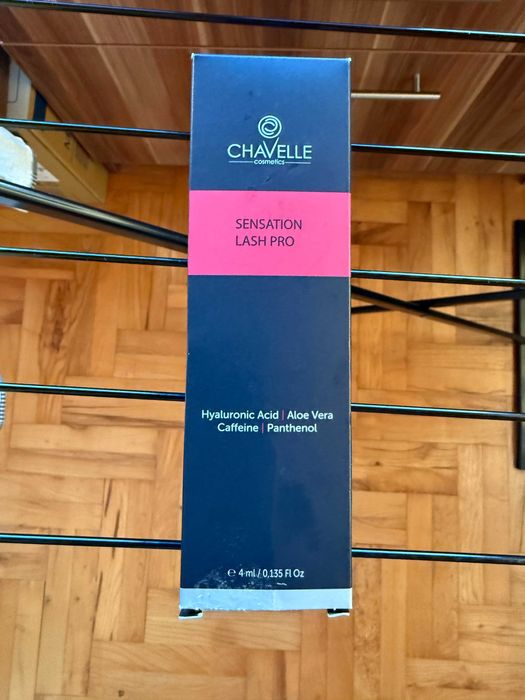 CHAVELLE
cosmetics
SENSATION
LASH PRO
Hyaluronic Acid | Aloe Vera
Caffeine | Panthenol
℮ 4 ml / 0,135 Fl Oz